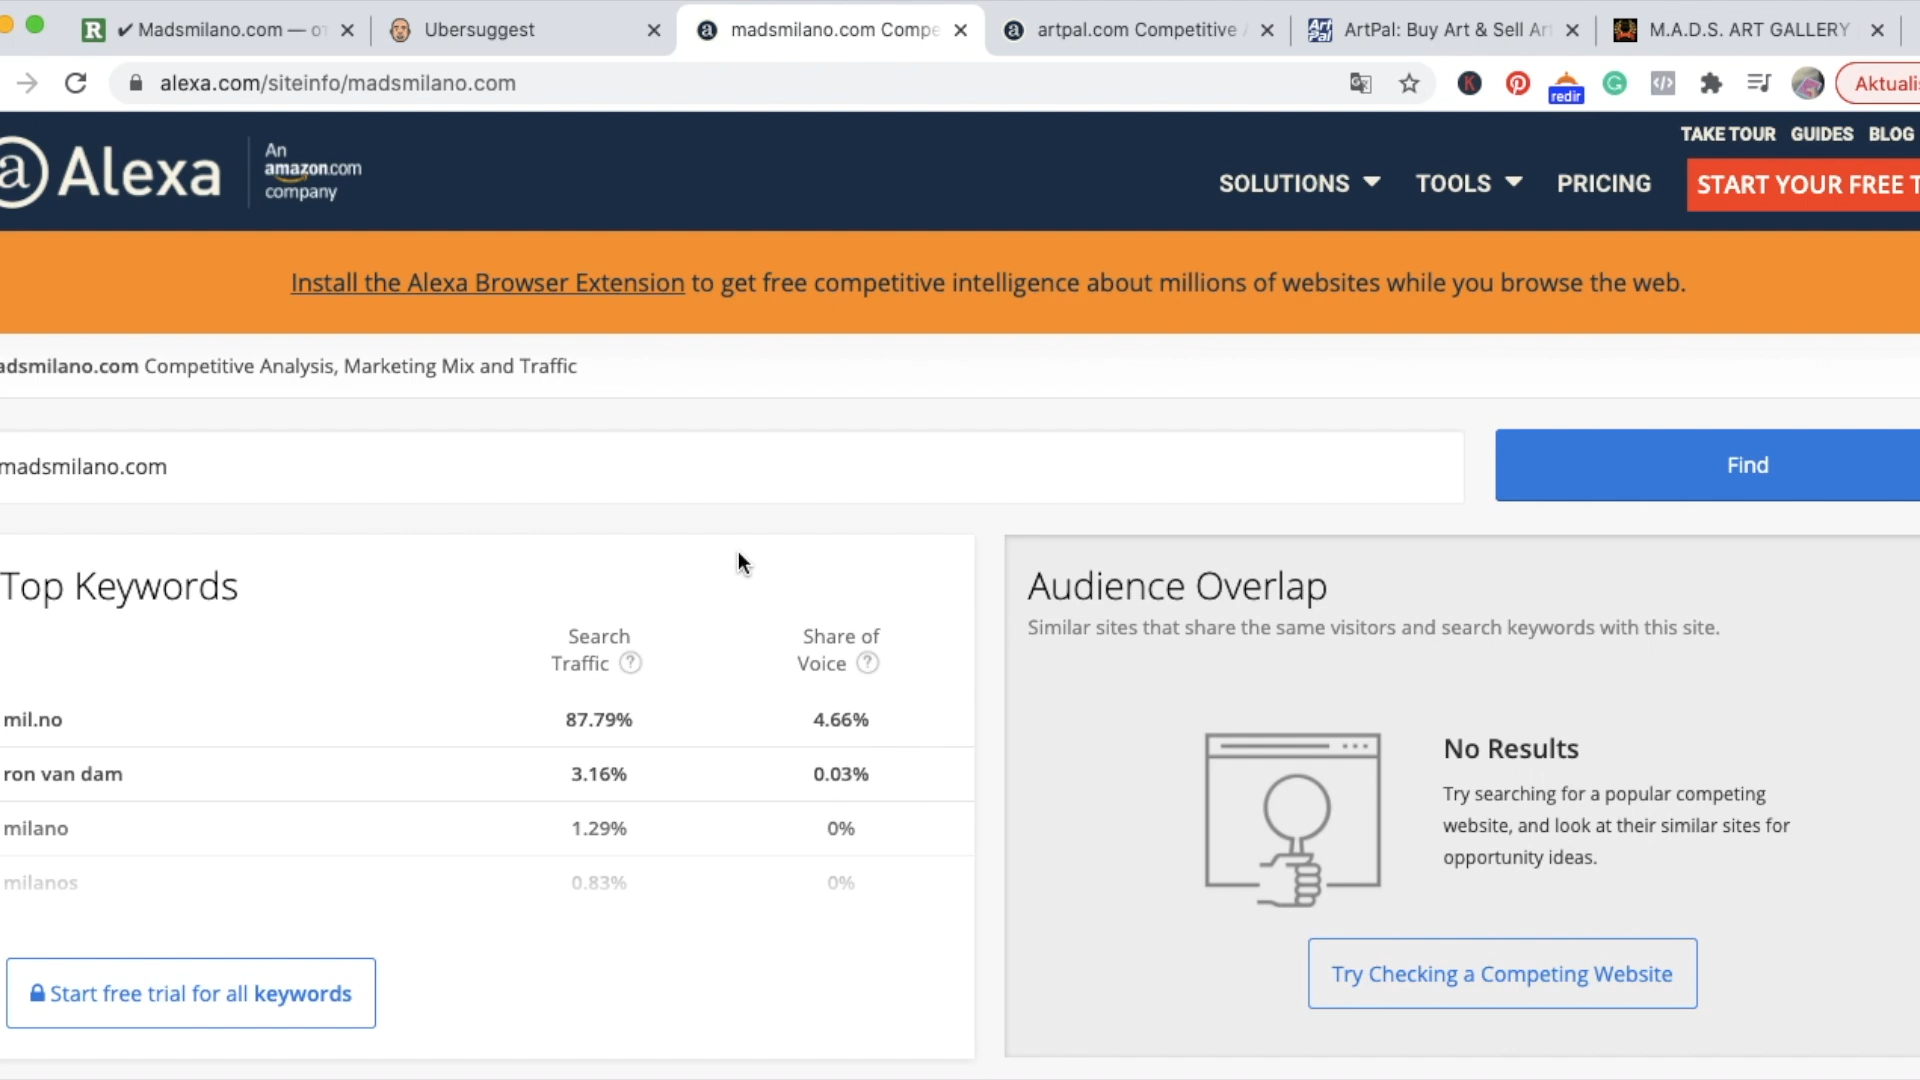 ✔ Madsmilano.com — от
Ubersuggest
madsmilano.com Compe
artpal.com Competitive A
ArtPal: Buy Art & Sell Art
M.A.D.S. ART GALLERY
alexa.com/siteinfo/madsmilano.com
redir
Aktuali
Alexa
An
amazon.com
company
TAKE TOUR GUIDES BLOG
SOLUTIONS TOOLS PRICING
START YOUR FREE T
Install the Alexa Browser Extension to get free competitive intelligence about millions of websites while you browse the web.
adsmilano.com Competitive Analysis, Marketing Mix and Traffic
madsmilano.com
Find
Top Keywords
Search
Traffic ?
Share of
Voice ?
mil.no 87.79% 4.66%
ron van dam 3.16% 0.03%
milano 1.29% 0%
milanos 0.83% 0%
Start free trial for all keywords
Audience Overlap
Similar sites that share the same visitors and search keywords with this site.
No Results
Try searching for a popular competing
website, and look at their similar sites for
opportunity ideas.
Try Checking a Competing Website